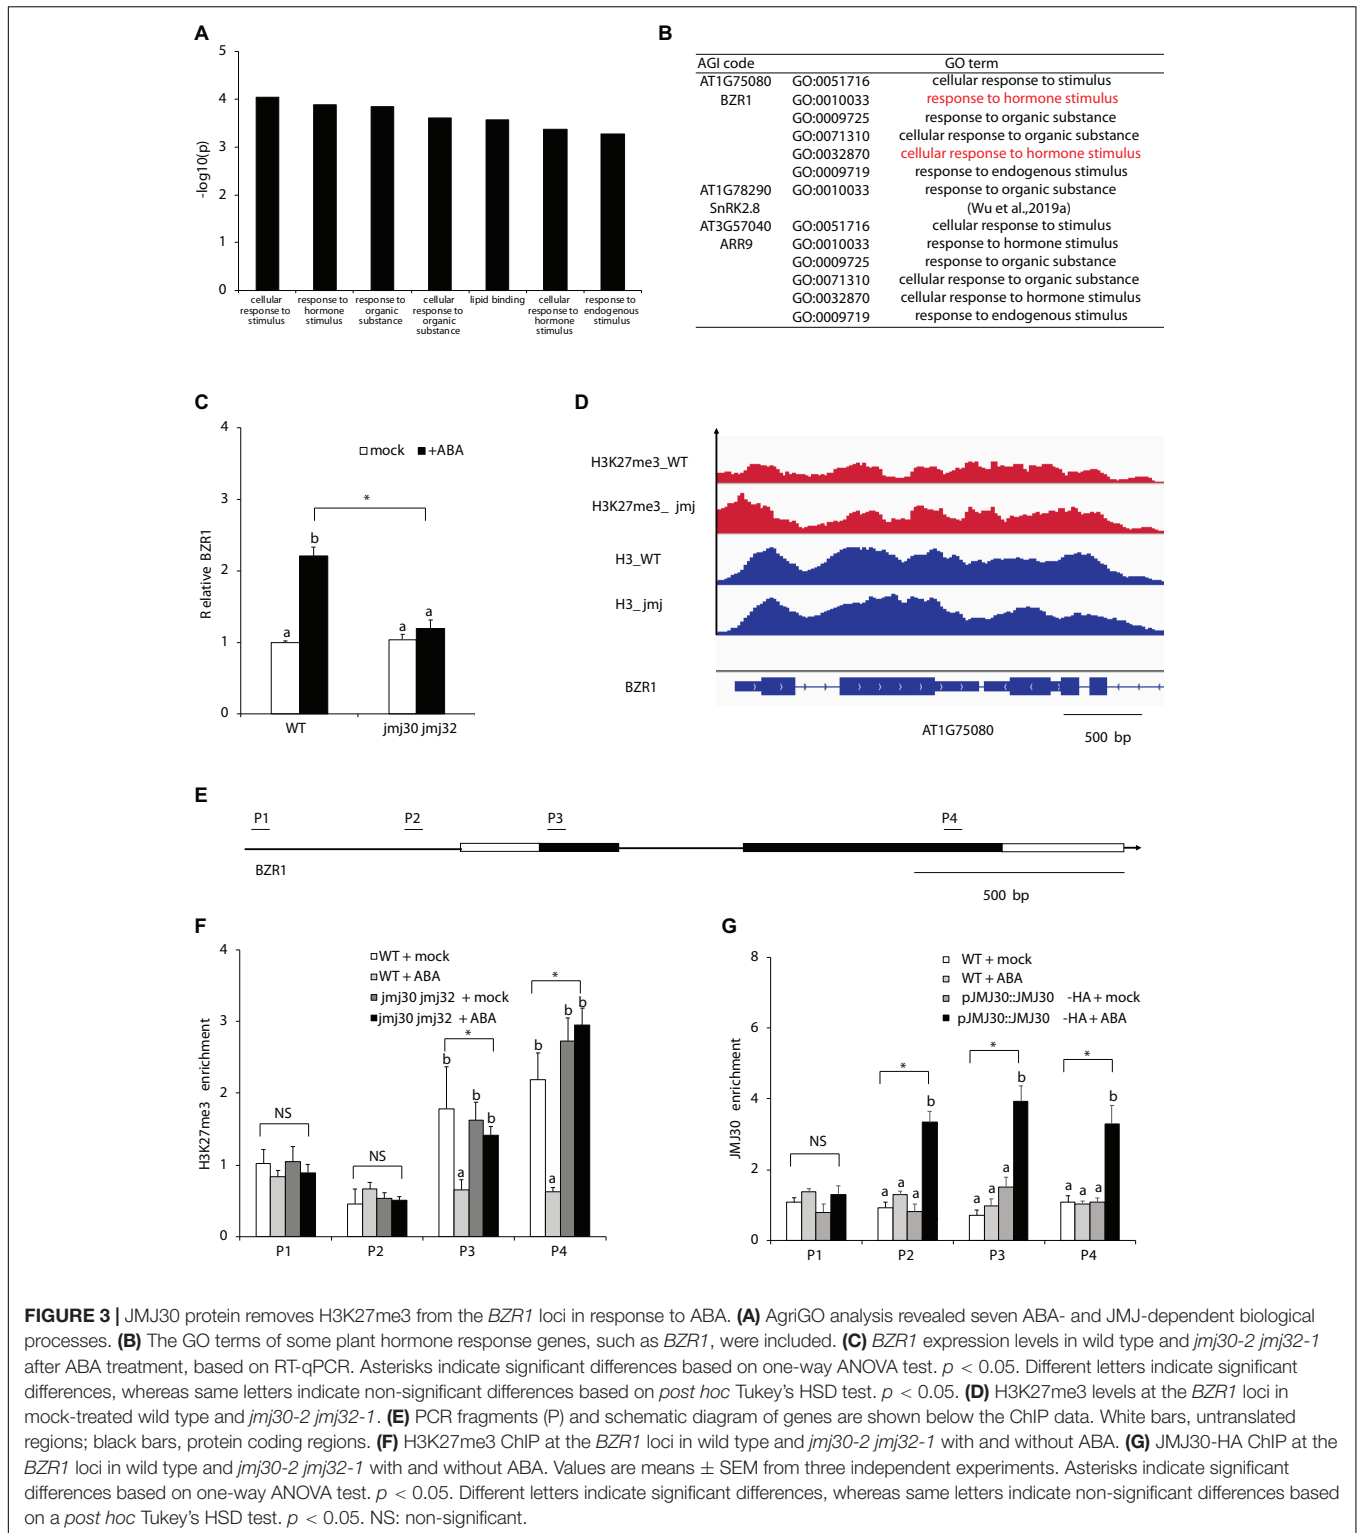 A
5
4
3
2
1
0
-log10(p)
cellular response to stimulus
response to hormone stimulus
response to organic substance
cellular response to organic substance
lipid binding
cellular response to hormone stimulus
response to endogenous stimulus
B
AGI code GO term
AT1G75080 GO:0051716 cellular response to stimulus
BZR1 GO:0010033 response to hormone stimulus
GO:0009725 response to organic substance
GO:0071310 cellular response to organic substance
GO:0032870 cellular response to hormone stimulus
GO:0009719 response to endogenous stimulus
AT1G78290 GO:0010033 response to organic substance
SnRK2.8 (Wu et al.,2019a)
AT3G57040 GO:0051716 cellular response to stimulus
ARR9 GO:0010033 response to hormone stimulus
GO:0009725 response to organic substance
GO:0071310 cellular response to organic substance
GO:0032870 cellular response to hormone stimulus
GO:0009719 response to endogenous stimulus
C
4
3
2
1
0
Relative BZR1
mock +ABA
*
a b a a
WT jmj30 jmj32
D
H3K27me3_WT
H3K27me3_ jmj
H3_WT
H3_ jmj
BZR1
AT1G75080
500 bp
E
P1 P2 P3 P4
BZR1
500 bp
F
4
3
2
1
0
H3K27me3 enrichment
WT + mock
WT + ABA
jmj30 jmj32 + mock
jmj30 jmj32 + ABA
NS NS * *
b a b b
b a b b
P1 P2 P3 P4
G
8
6
4
2
0
JMJ30 enrichment
WT + mock
WT + ABA
pJMJ30::JMJ30 -HA + mock
pJMJ30::JMJ30 -HA + ABA
NS * * *
a a a b
a a a b
a a a b
P1 P2 P3 P4
FIGURE 3 | JMJ30 protein removes H3K27me3 from the BZR1 loci in response to ABA. (A) AgriGO analysis revealed seven ABA- and JMJ-dependent biological
processes. (B) The GO terms of some plant hormone response genes, such as BZR1, were included. (C) BZR1 expression levels in wild type and jmj30-2 jmj32-1
after ABA treatment, based on RT-qPCR. Asterisks indicate significant differences based on one-way ANOVA test. p < 0.05. Different letters indicate significant
differences, whereas same letters indicate non-significant differences based on post hoc Tukey's HSD test. p < 0.05. (D) H3K27me3 levels at the BZR1 loci in
mock-treated wild type and jmj30-2 jmj32-1. (E) PCR fragments (P) and schematic diagram of genes are shown below the ChIP data. White bars, untranslated
regions; black bars, protein coding regions. (F) H3K27me3 ChIP at the BZR1 loci in wild type and jmj30-2 jmj32-1 with and without ABA. (G) JMJ30-HA ChIP at the
BZR1 loci in wild type and jmj30-2 jmj32-1 with and without ABA. Values are means ± SEM from three independent experiments. Asterisks indicate significant
differences based on one-way ANOVA test. p < 0.05. Different letters indicate significant differences, whereas same letters indicate non-significant differences based
on a post hoc Tukey's HSD test. p < 0.05. NS: non-significant.